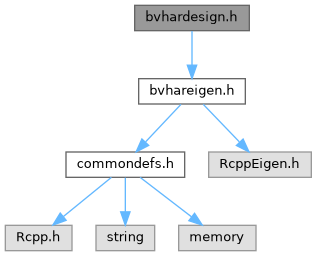 bvhardesign.h
bvhareigen.h
commondefs.h
RcppEigen.h
Rcpp.h
string
memory